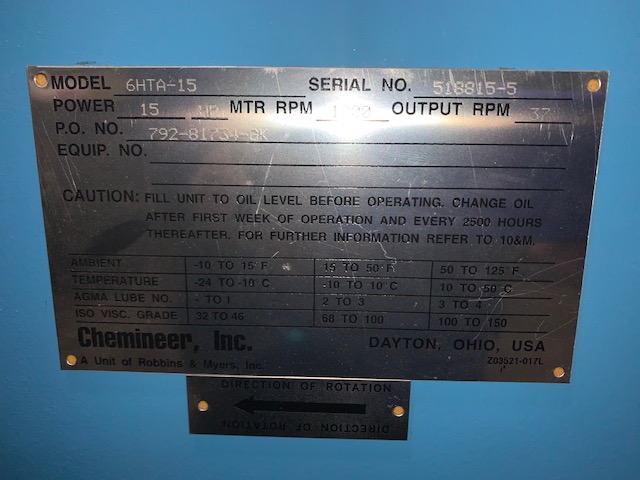 MODEL 6HTA-15 SERIAL NO. 518815-5
POWER 15 HP MTR RPM OUTPUT RPM 37
P.O. NO.
EQUIP. NO.
CAUTION: FILL UNIT TO OIL LEVEL BEFORE OPERATING. CHANGE OIL
AFTER FIRST WEEK OF OPERATION AND EVERY 2500 HOURS
THEREAFTER. FOR FURTHER INFORMATION REFER TO IO&M.
AMBIENT -10 TO 15°F 15 TO 50°F 50 TO 125°F
TEMPERATURE -24 TO -10°C -10 TO 10°C 10 TO 50°C
AGMA LUBE NO. - TO 1 2 TO 3 3 TO 4
ISO VISC. GRADE 32 TO 46 68 TO 100 100 TO 150
Chemineer, Inc. DAYTON, OHIO, USA
A Unit of Robbins & Myers, Inc. Z03521-017L
DIRECTION OF ROTATION
DIRECTION OF ROTATION